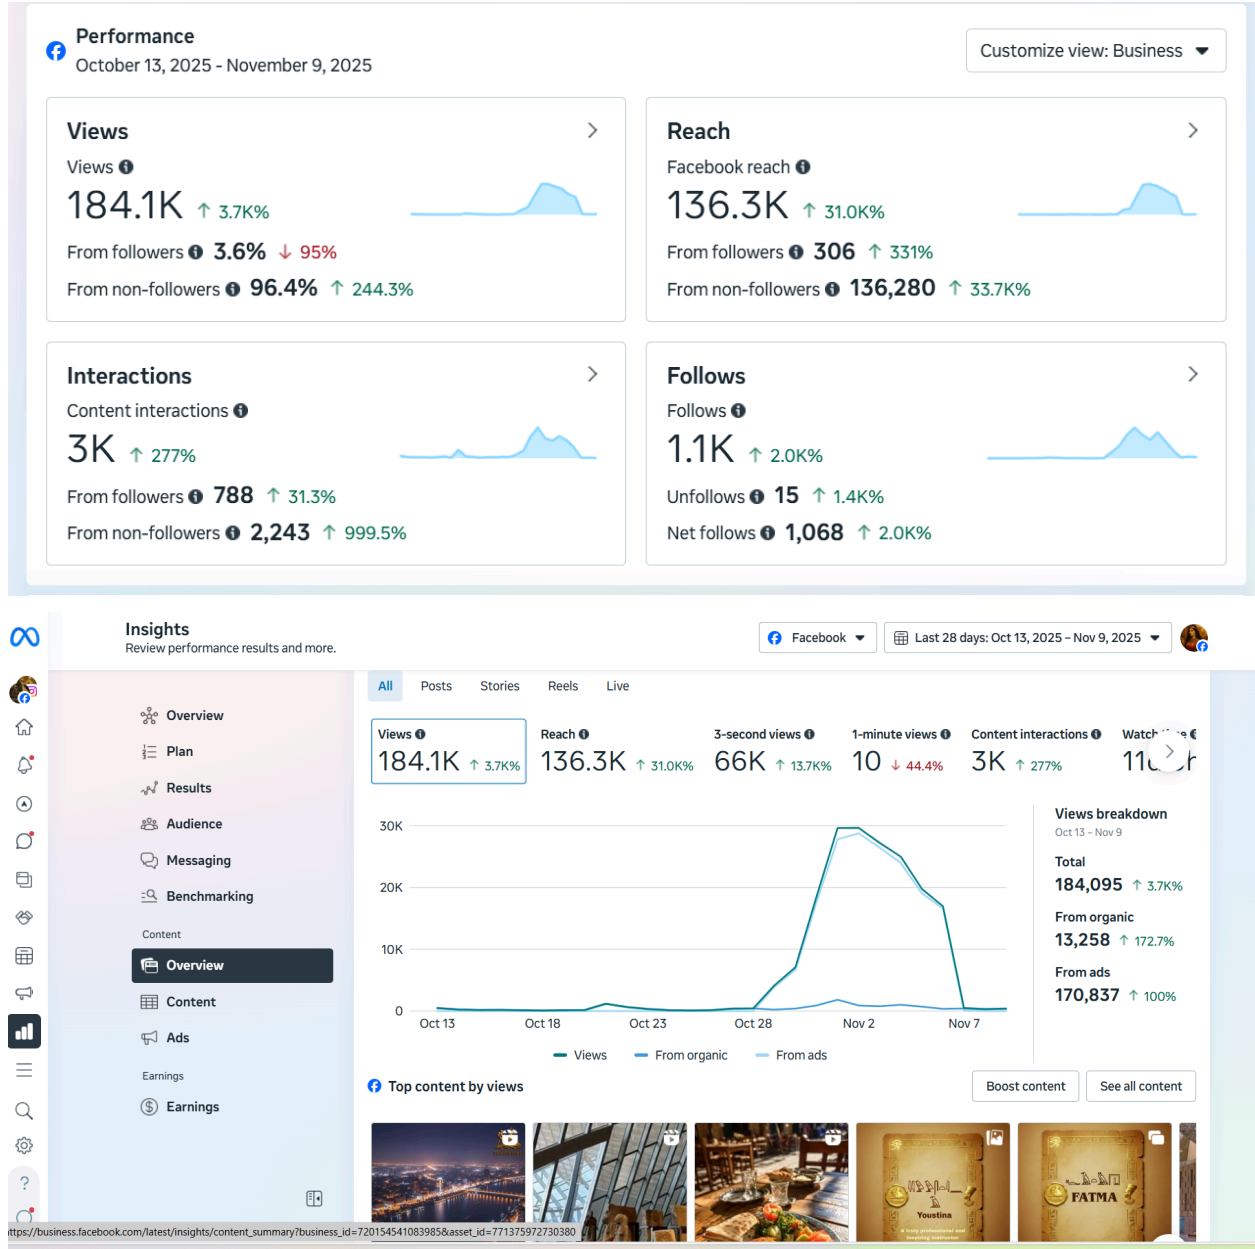 Performance
October 13, 2025 - November 9, 2025
Customize view: Business
Views
Views
184.1K 3.7K%
From followers 3.6% 95%
From non-followers 96.4% 244.3%
Reach
Facebook reach
136.3K 31.0K%
From followers 306 331%
From non-followers 136,280 33.7K%
Interactions
Content interactions
3K 277%
From followers 788 31.3%
From non-followers 2,243 999.5%
Follows
Follows
1.1K 2.0K%
Unfollows 15 1.4K%
Net follows 1,068 2.0K%
Insights
Review performance results and more.
Facebook
Last 28 days: Oct 13, 2025 – Nov 9, 2025
Overview
Plan
Results
Audience
Messaging
Benchmarking
Content
Overview
Content
Ads
Earnings
Earnings
All Posts Stories Reels Live
Views
184.1K 3.7K%
Reach
136.3K 31.0K%
3-second views
66K 13.7K%
1-minute views
10 44.4%
Content interactions
3K 277%
30K
20K
10K
0
Oct 13 Oct 18 Oct 23 Oct 28 Nov 2 Nov 7
Views From organic From ads
Views breakdown
Oct 13 – Nov 9
Total
184,095 3.7K%
From organic
13,258 172.7%
From ads
170,837 100%
Top content by views
Boost content
See all content
Youstina
A truly professional and
inspiring instructor
FATMA
ttps://business.facebook.com/latest/insights/content_summary?business_id=720154541083985&asset_id=771375972730380